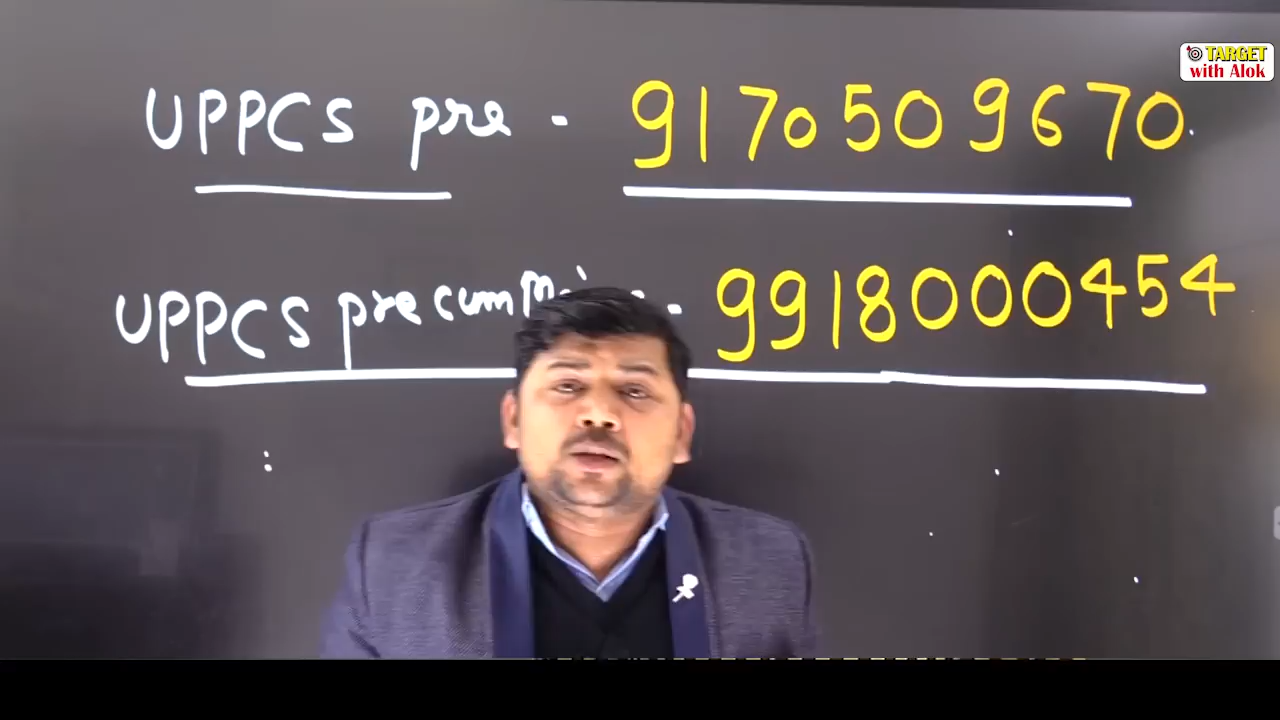 TARGET
with Alok
UPPCS pre - 9170509670
UPPCS pre cum - 9918000454